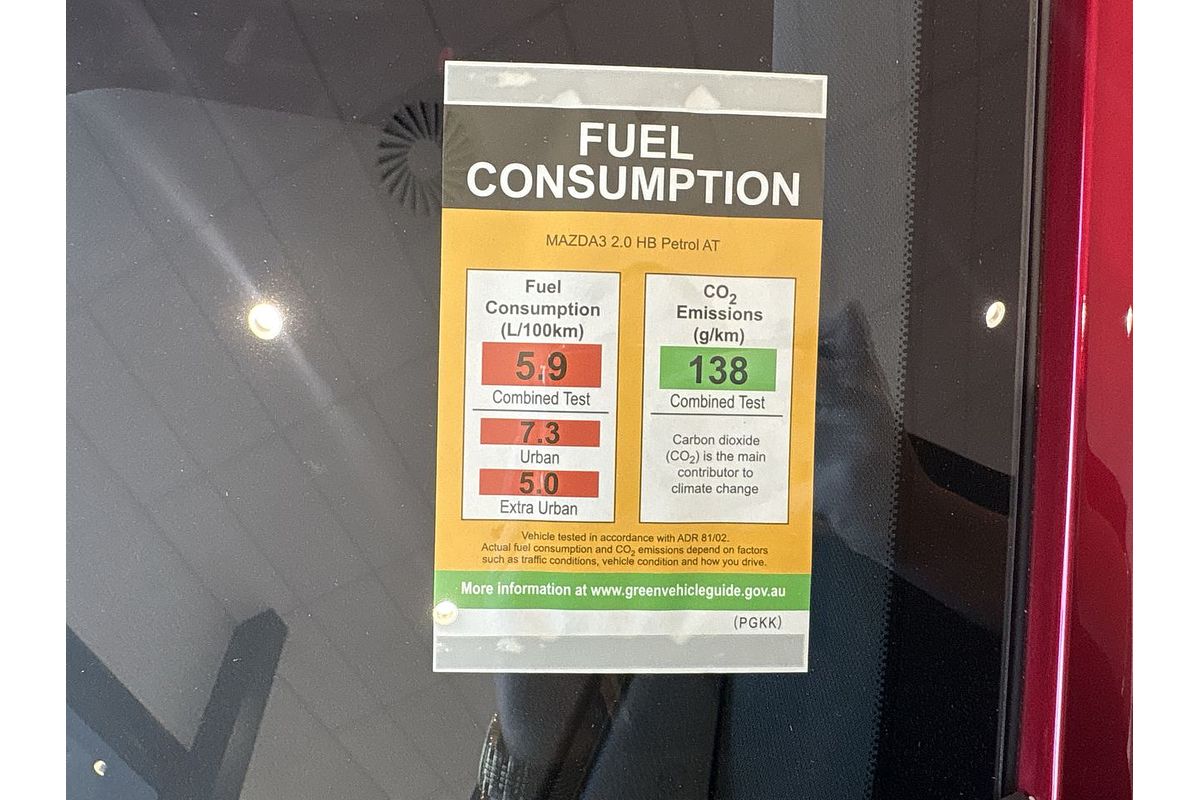 FUEL
CONSUMPTION
MAZDA3 2.0 HB Petrol AT
Fuel
Consumption
(L/100km)
5.9
Combined Test
7.3
Urban
5.0
Extra Urban
CO₂
Emissions
(g/km)
138
Combined Test
Carbon dioxide
(CO₂) is the main
contributor to
climate change
Vehicle tested in accordance with ADR 81/02.
Actual fuel consumption and CO₂ emissions depend on factors
such as traffic conditions, vehicle condition and how you drive.
More information at www.greenvehicleguide.gov.au
(PGKK)